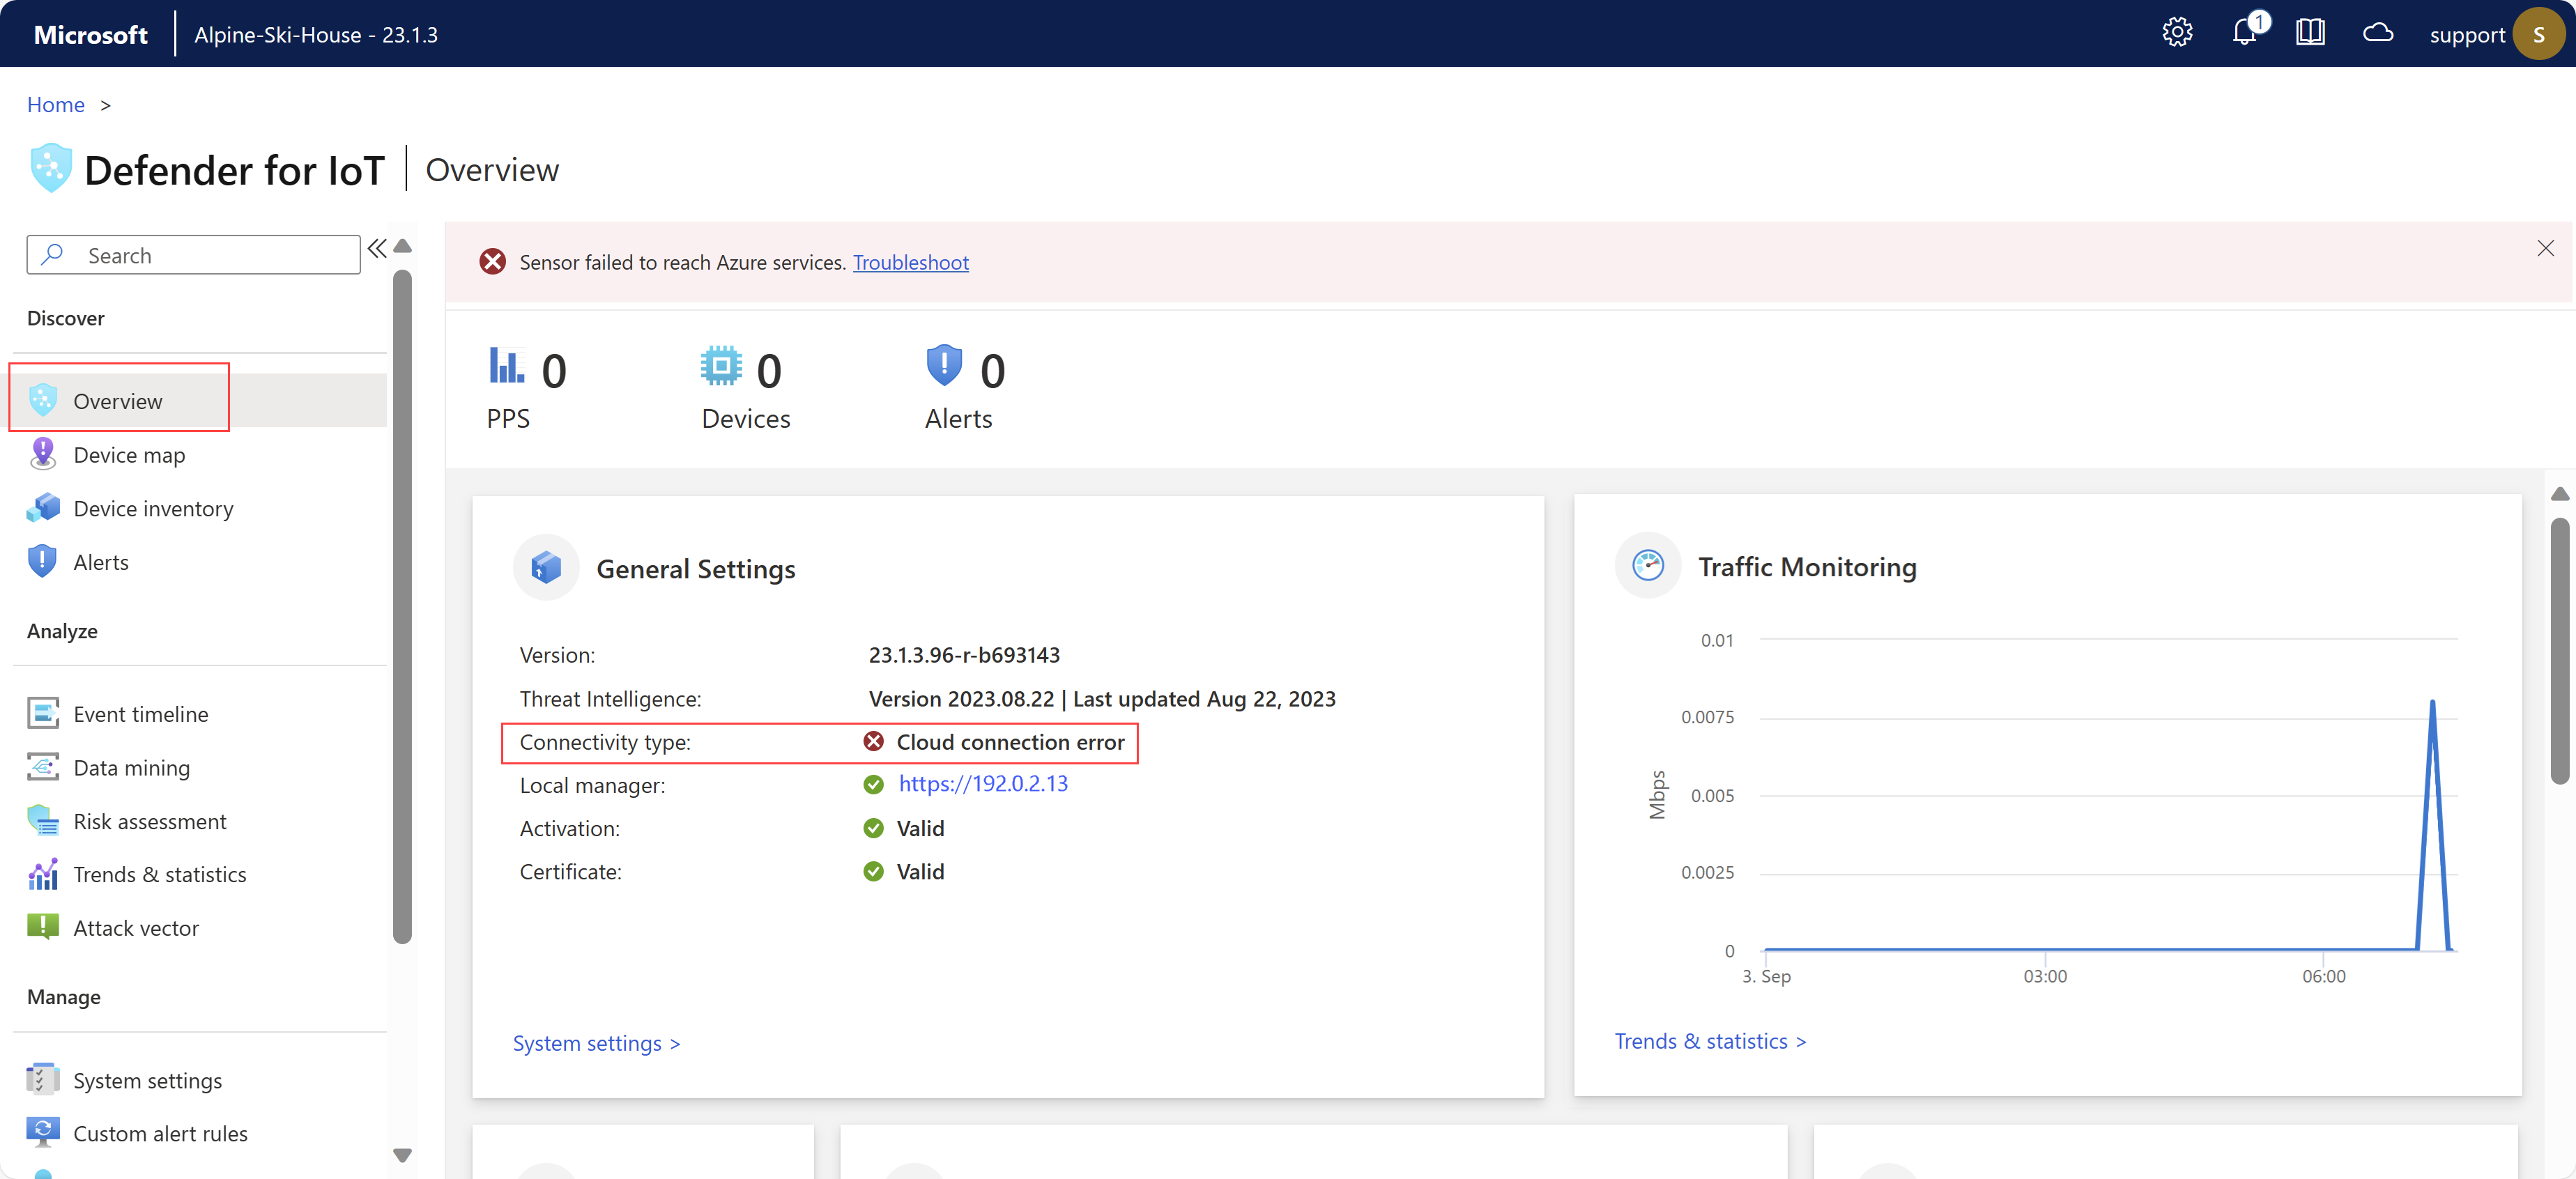 Microsoft
Alpine-Ski-House - 23.1.3
1
support
S
Home >
Defender for IoT
Overview
Search
Discover
Overview
Device map
Device inventory
Alerts
Analyze
Event timeline
Data mining
Risk assessment
Trends & statistics
Attack vector
Manage
System settings
Custom alert rules
Sensor failed to reach Azure services. Troubleshoot
0
PPS
0
Devices
0
Alerts
General Settings
Version: 23.1.3.96-r-b693143
Threat Intelligence: Version 2023.08.22 | Last updated Aug 22, 2023
Connectivity type: Cloud connection error
Local manager: https://192.0.2.13
Activation: Valid
Certificate: Valid
System settings >
Traffic Monitoring
Mbps
0.01
0.0075
0.005
0.0025
0
3. Sep 03:00 06:00
Trends & statistics >